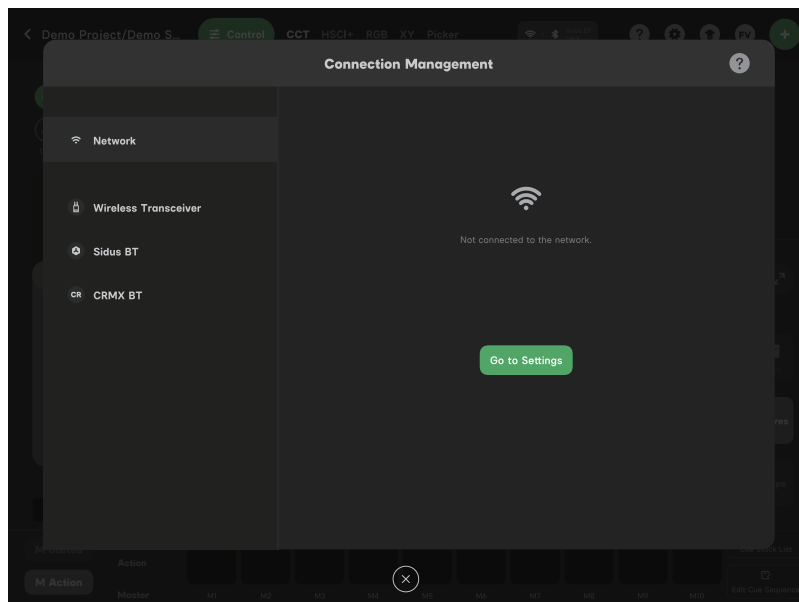 Demo Project/Demo S...
Control
CCT
HSCI+
RGB
XY
Picker
FV
Connection Management
?
Network
Wireless Transceiver
Sidus BT
CR
CRMX BT
Not connected to the network.
Go to Settings
Action
M Action
Master
M1
M2
M3
M4
M5
M6
M7
M8
M9
M10
Edit Cue Sequence